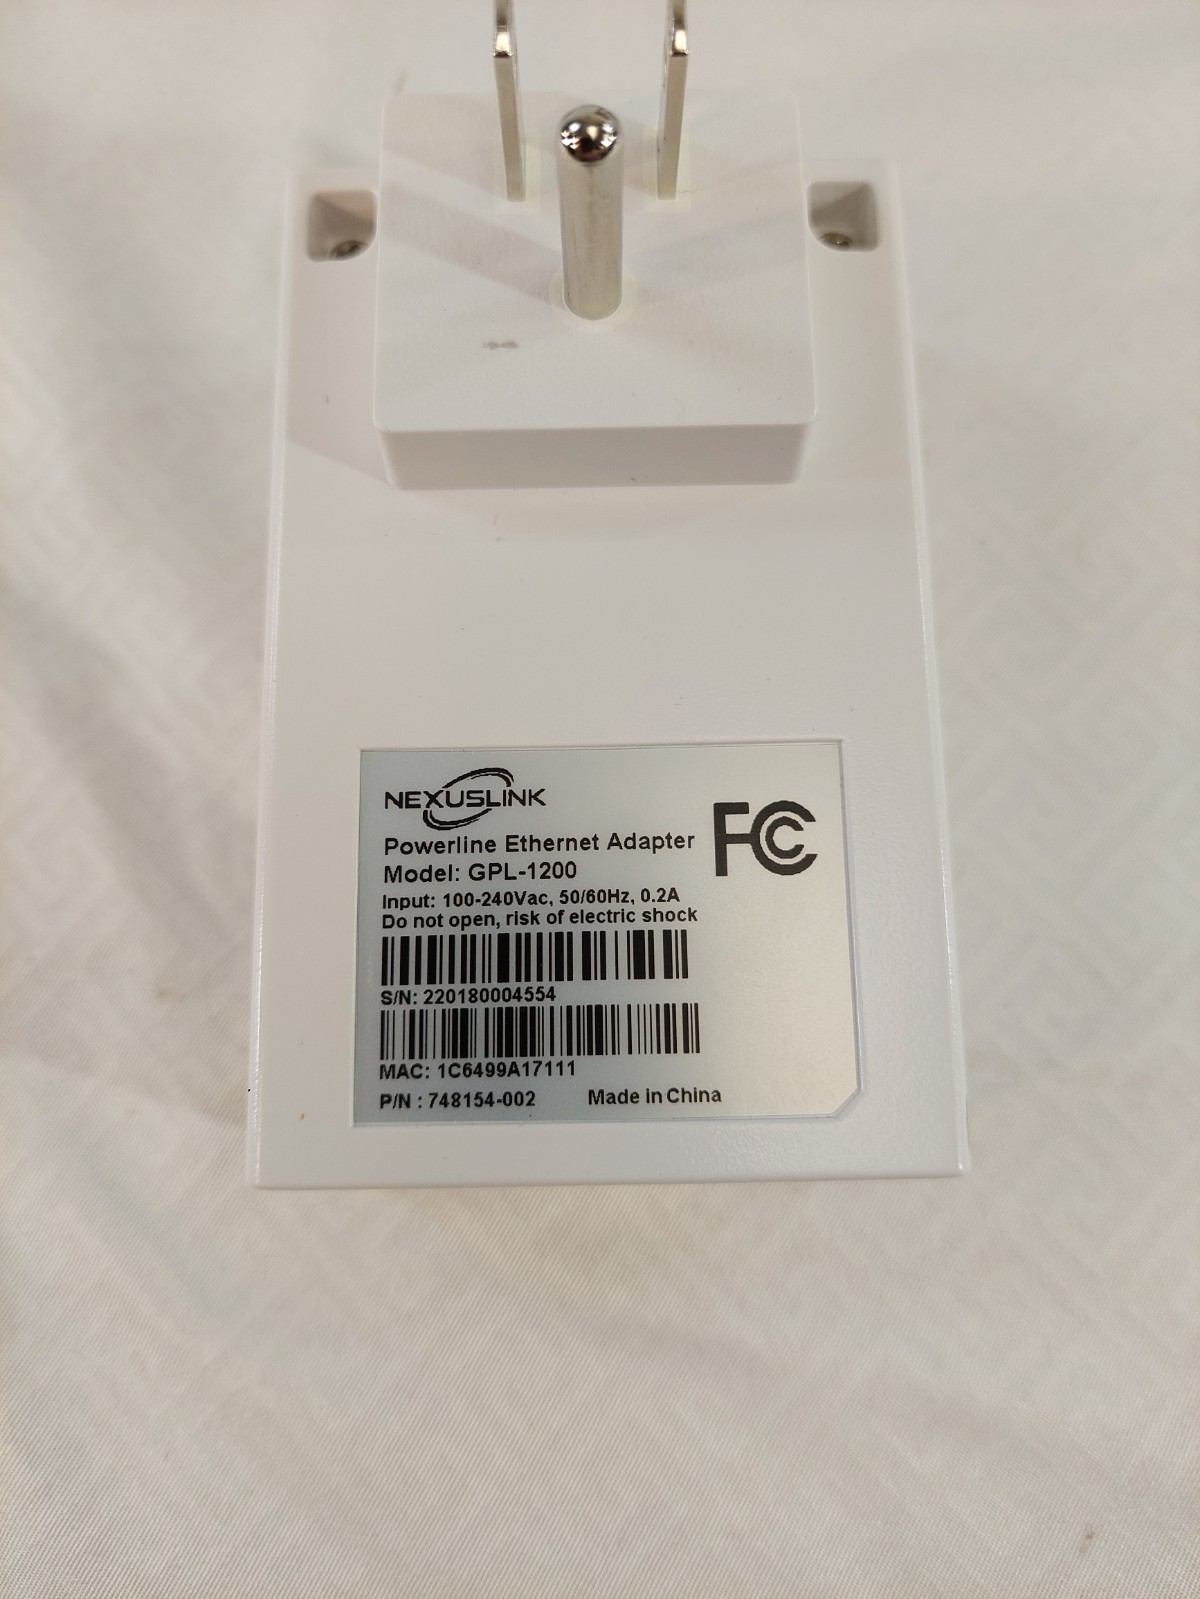 NEXUSLINK
FC
Powerline Ethernet Adapter
Model: GPL-1200
Input: 100-240Vac, 50/60Hz, 0.2A
Do not open, risk of electric shock
S/N: 220180004554
MAC: 1C6499A17111
P/N : 748154-002 Made in China